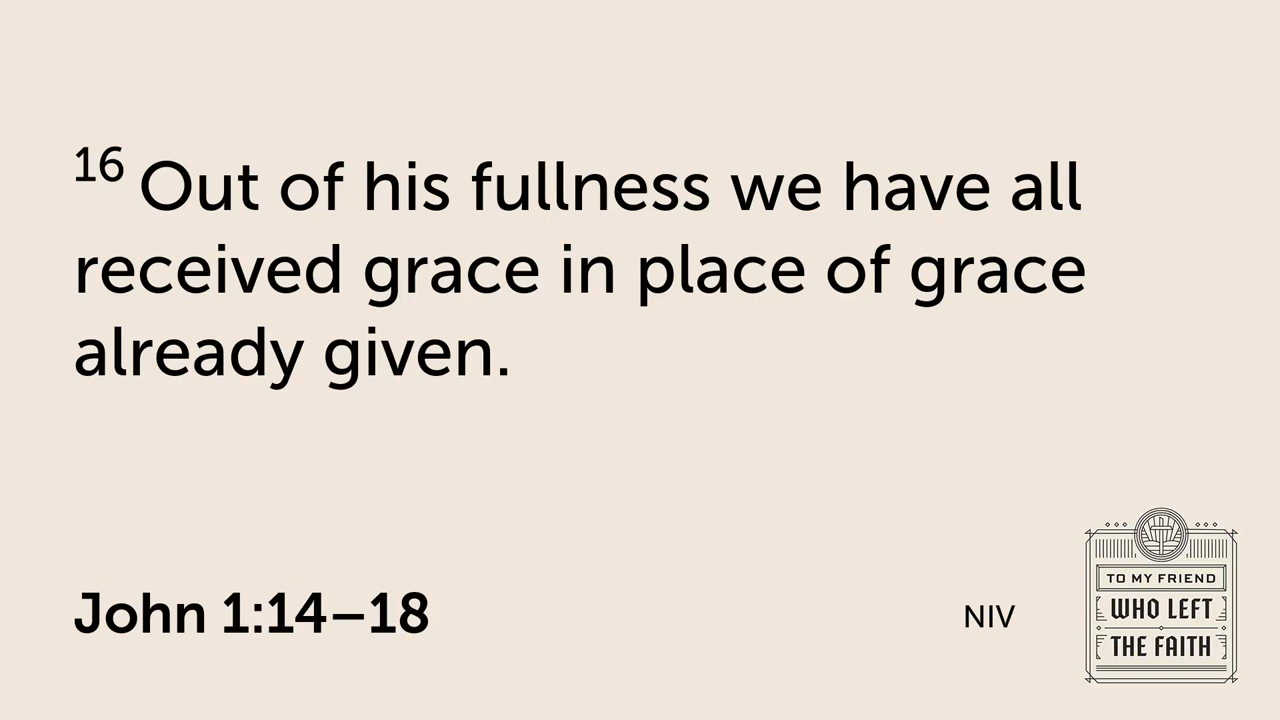 16 Out of his fullness we have all
received grace in place of grace
already given.
John 1:14–18
NIV
TO MY FRIEND
WHO LEFT
THE FAITH